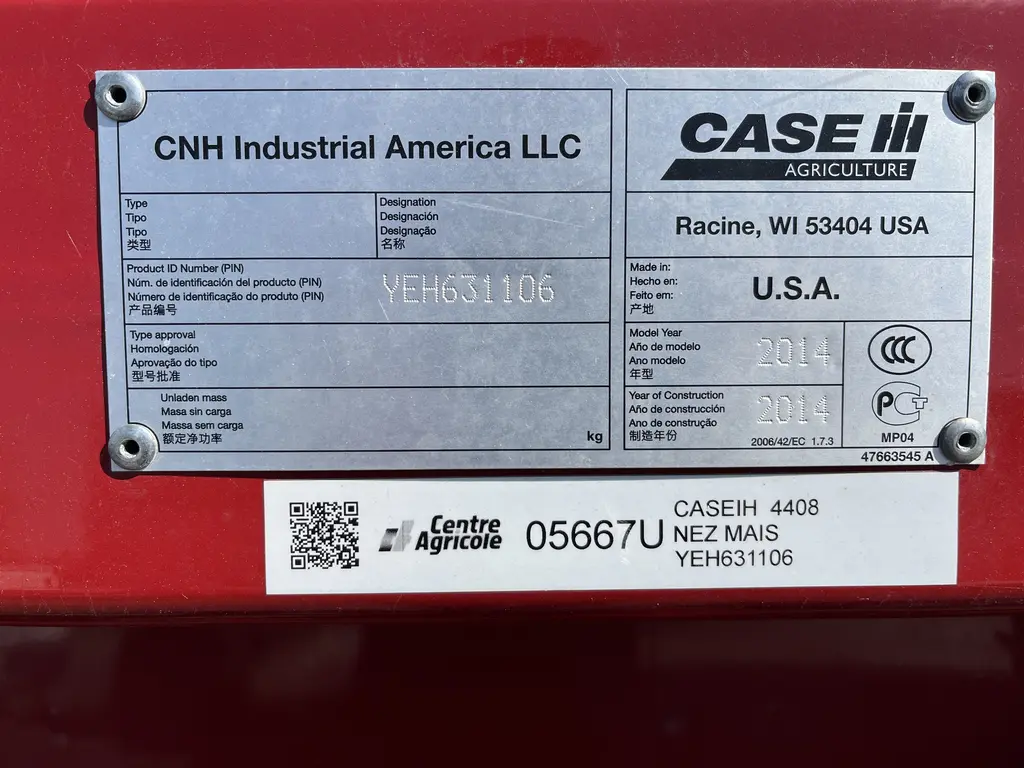 CNH Industrial America LLC
CASE IH
AGRICULTURE
Type
Tipo
Tipo
类型
Designation
Designación
Designação
名称
Racine, WI 53404 USA
Product ID Number (PIN)
Núm. de identificación del producto (PIN)
Número de identificação do produto (PIN)
产品编号
YEH631106
Made in:
Hecho en:
Feito em:
产地
U.S.A.
Type approval
Homologación
Aprovação do tipo
型号批准
Model Year
Año de modelo
Ano modelo
年型
2014
CCC
Unladen mass
Masa sin carga
Massa sem carga
额定净功率
kg
Year of Construction
Año de construcción
Ano de construção
制造年份
2014
2006/42/EC 1.7.3
PCT
MP04
47663545 A
Centre
Agricole
05667U
CASEIH 4408
NEZ MAIS
YEH631106